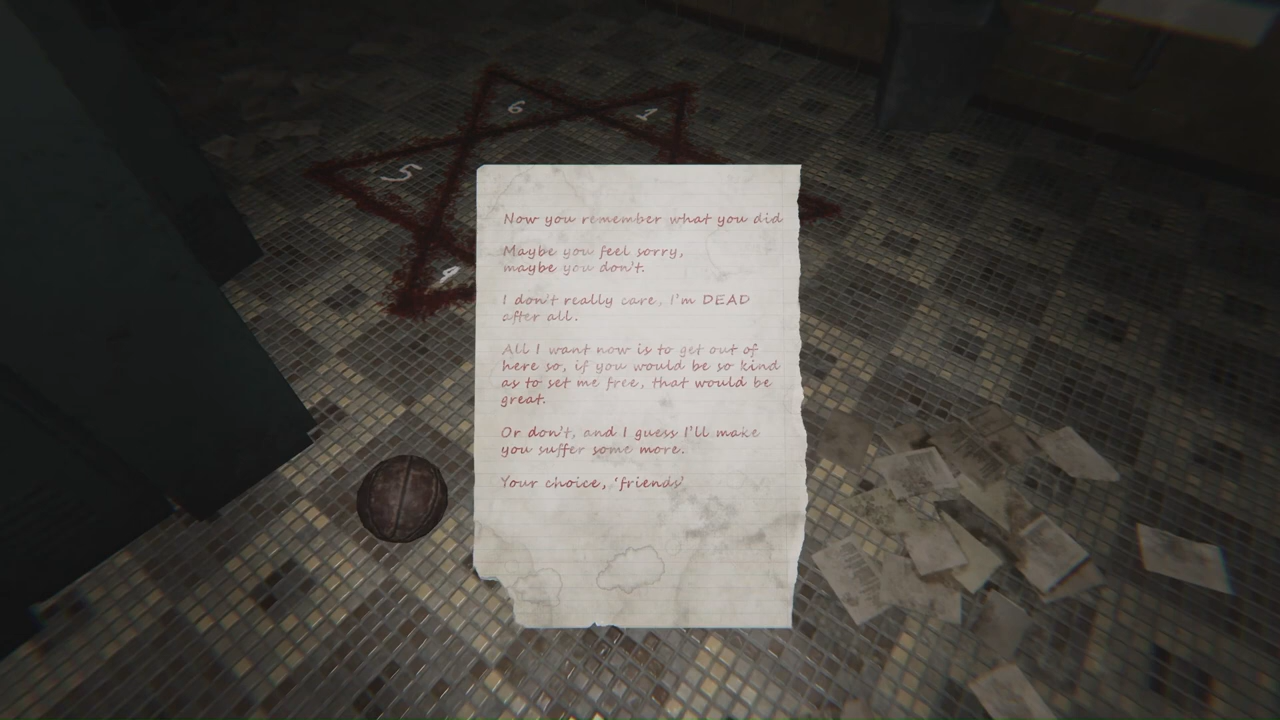 6
1
5
4
Now you remember what you did
Maybe you feel sorry,
maybe you don't.
I don't really care, I'm DEAD
after all.
All I want now is to get out of
here so, if you would be so kind
as to set me free, that would be
great.
Or don't, and I guess I'll make
you suffer some more.
Your choice, 'friends'